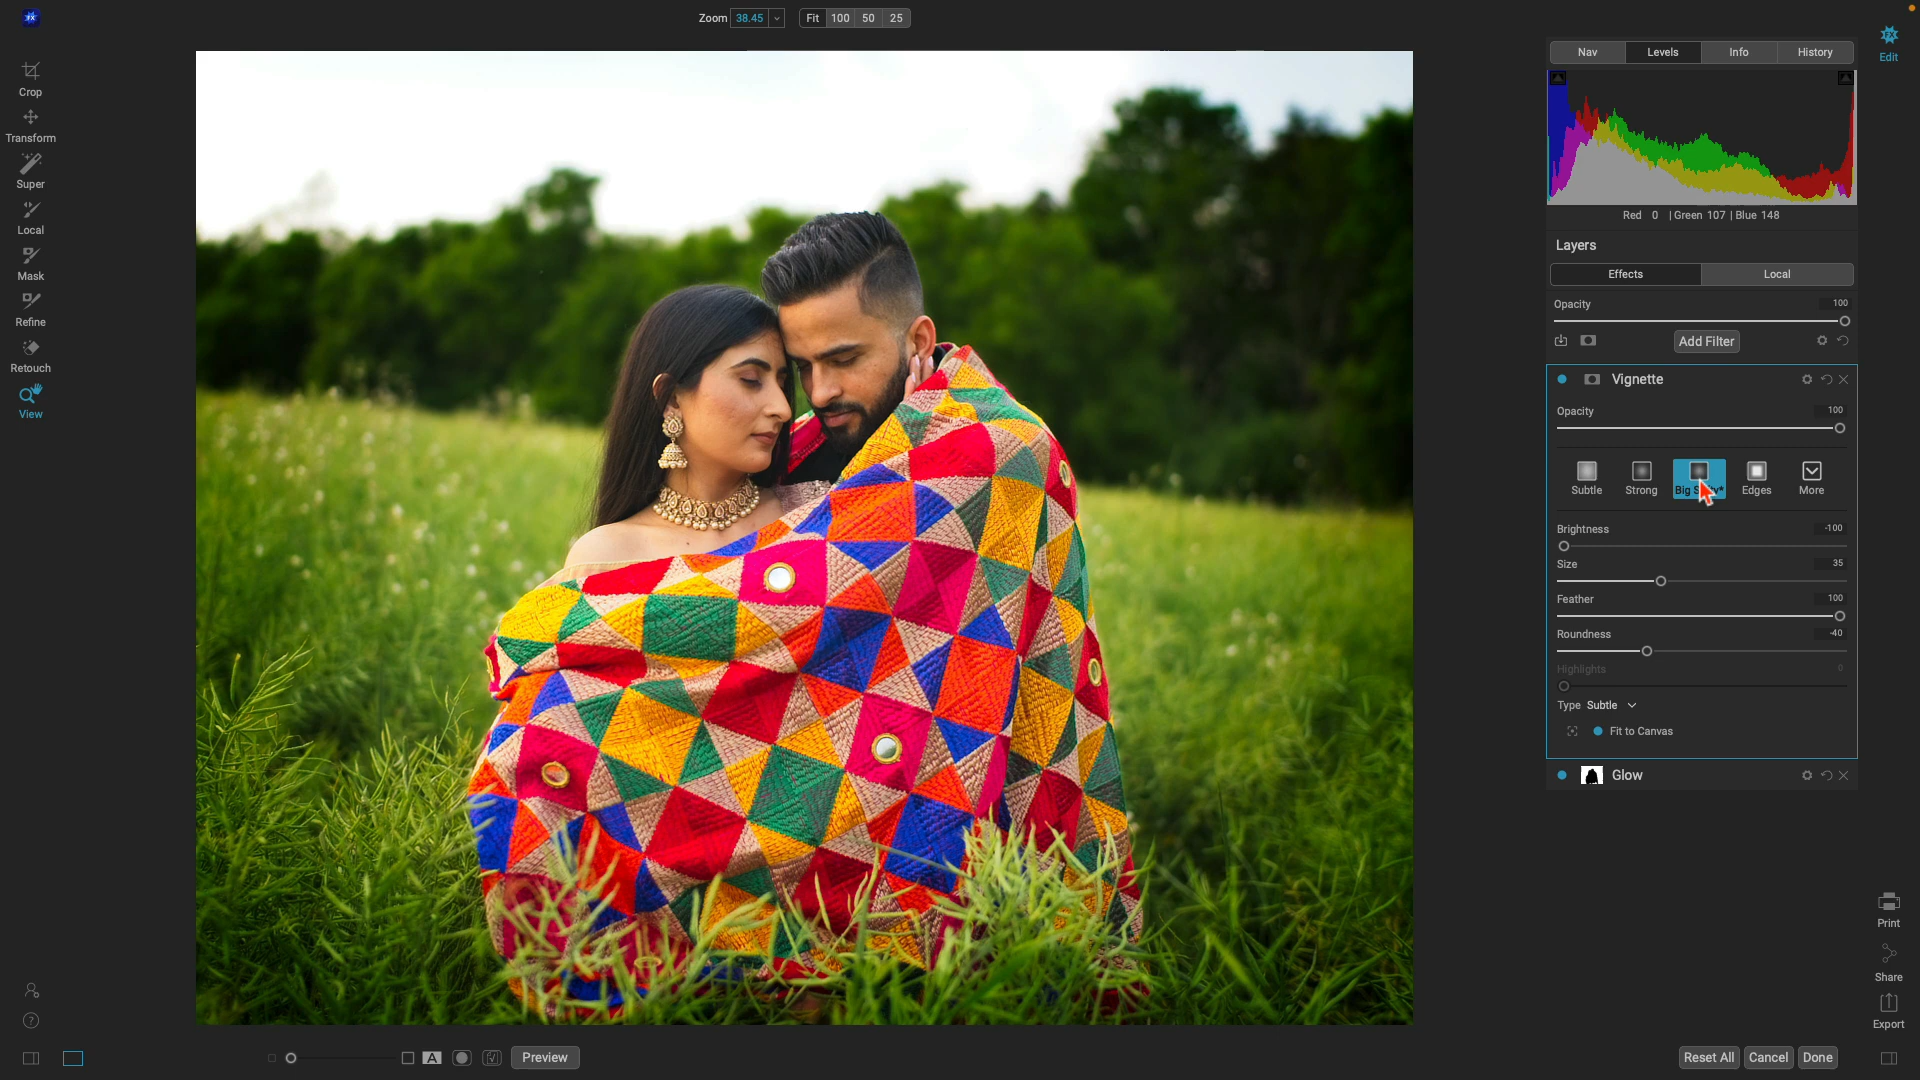 Zoom 38.45 Fit 100 50 25
Edit
Crop
Transform
Super
Local
Mask
Refine
Retouch
View
Nav Levels Info History
Red 0 | Green 107 | Blue 148
Layers
Effects Local
Opacity 100
Add Filter
Vignette
Opacity 100
Subtle Strong Big Edges More
Brightness -100
Size 35
Feather 100
Roundness -40
Highlights 0
Type Subtle
Fit to Canvas
Glow
Print
Share
Export
?
A Preview
Reset All Cancel Done